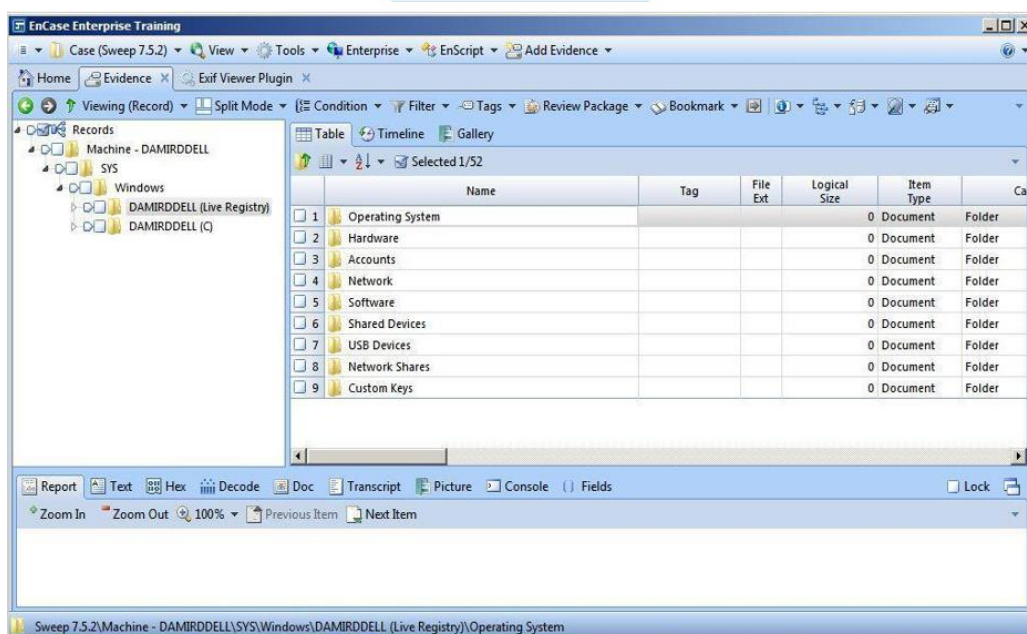 EnCase Enterprise Training
Case (Sweep 7.5.2) View Tools Enterprise EnScript Add Evidence
Home Evidence Exif Viewer Plugin
Viewing (Record) Split Mode Condition Filter Tags Review Package Bookmark
Records
Machine - DAMIRDDELL
SYS
Windows
DAMIRDDELL (Live Registry)
DAMIRDDELL (C)
Table Timeline Gallery
Selected 1/52
Name Tag File Ext Logical Size Item Type Ca
1 Operating System 0 Document Folder
2 Hardware 0 Document Folder
3 Accounts 0 Document Folder
4 Network 0 Document Folder
5 Software 0 Document Folder
6 Shared Devices 0 Document Folder
7 USB Devices 0 Document Folder
8 Network Shares 0 Document Folder
9 Custom Keys 0 Document Folder
Report Text Hex Decode Doc Transcript Picture Console Fields Lock
Zoom In Zoom Out 100% Previous Item Next Item
Sweep 7.5.2\Machine - DAMIRDDELL\SYS\Windows\DAMIRDDELL (Live Registry)\Operating System